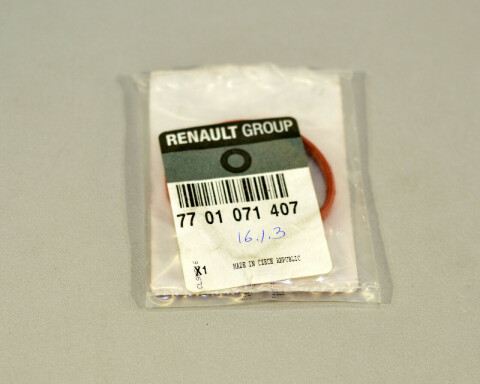 RENAULT GROUP
77 01 071 407
16.1.3
X1
MADE IN CZECH REPUBLIC